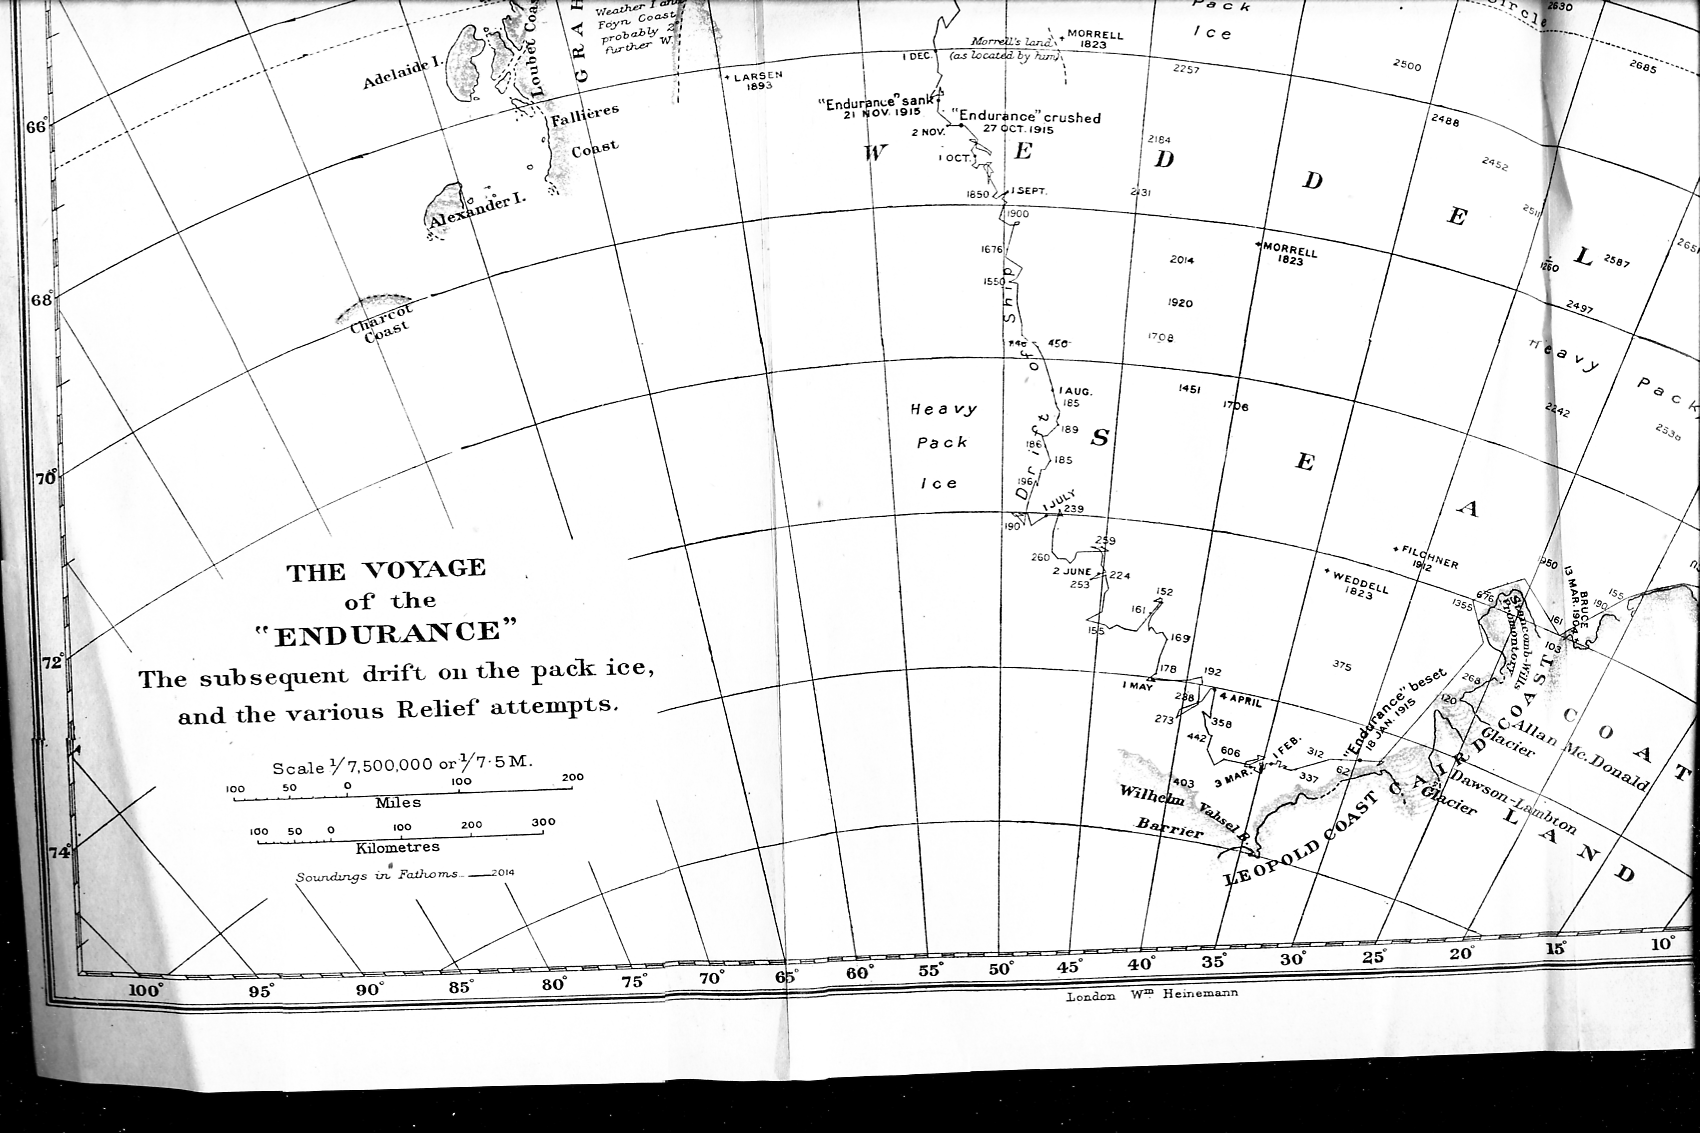 Circle
2630
Pack
Ice
Weather I and
Foyn Coast
probably 2°
further W.
GRAH
Loubet Coast
Adelaide I.
+ LARSEN
1893
1 DEC.
Morrell's land
(as located by him)
+ MORRELL
1823
2257
2500
2685
66°
Fallières
Coast
"Endurance" sank
21 NOV. 1915
"Endurance" crushed
27 OCT. 1915
2 NOV.
1 OCT.
2184
2488
2452
WEDDELL
SEA
Alexander I.
1850
1 SEPT.
2131
1900
1676
1550
2014
+ MORRELL
1823
1260
2587
68°
Charcot
Coast
1920
2497
1708
Heavy
Pack
456
Drift of Ship
1 AUG.
185
1451
1706
2242
Heavy
Pack
Ice
189
186
185
196
70°
1 JULY
239
190
259
260
2 JUNE
224
253
+ FILCHNER
1912
+ WEDDELL
1823
950
13 MAR. 1904
BRUCE
155
190
152
161
155
169
1355
676
Stancomb-Wills
Promontory
161
103
THE VOYAGE
of the
"ENDURANCE"
The subsequent drift on the pack ice,
and the various Relief attempts.
72°
178
192
375
1 MAY
238
4 APRIL
273
358
442
268
120
"Endurance" beset
18 JAN. 1915
606
1 FEB.
312
3 MAR.
337
62
403
Allan Mc. Donald
Glacier
Dawson-Lambton
Glacier
CAIRD COAST
COATS
LAND
Wilhelm
Barrier
Vahsel B.
LEOPOLD COAST
Scale 1/7,500,000 or 1/7·5 M.
100 50 0 100 200
Miles
100 50 0 100 200 300
Kilometres
74°
Soundings in Fathoms 2014
100° 95° 90° 85° 80° 75° 70° 65° 60° 55° 50° 45° 40° 35° 30° 25° 20° 15° 10°
London Wm. Heinemann